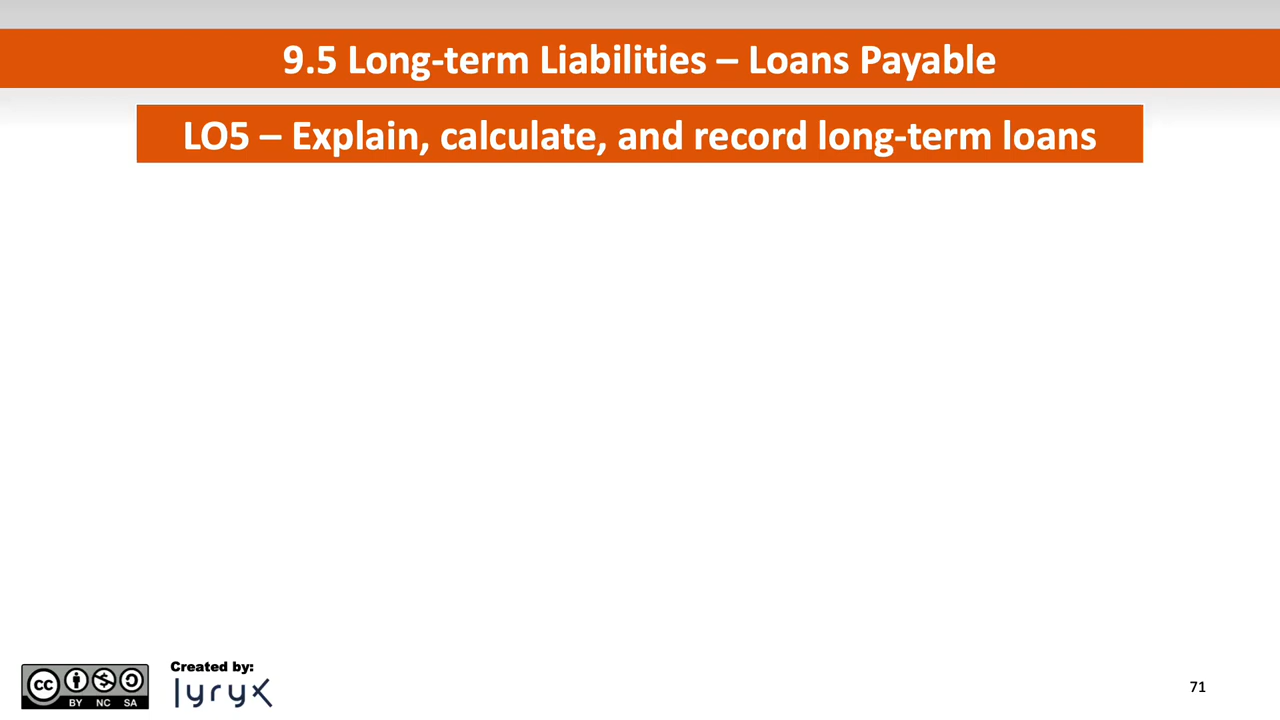 9.5 Long-term Liabilities – Loans Payable
LO5 – Explain, calculate, and record long-term loans
Created by:
lyryx
cc
BY NC SA
71